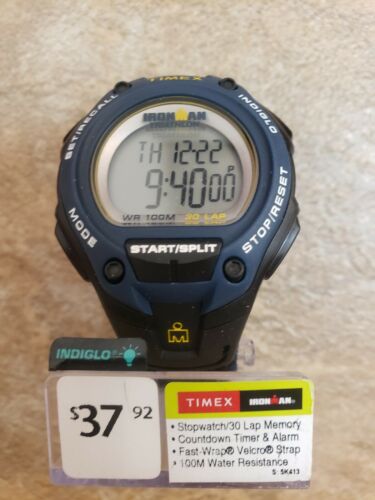 TIMEX
SET/RECALL
INDIGLO
IRONMAN
TRIATHLON
TH 12-22
P
9:40 00
WR 100M
30 LAP
MODE
STOP/RESET
START/SPLIT
INDIGLO®
$37 92
TIMEX IRONMAN®
• Stopwatch/30 Lap Memory
• Countdown Timer & Alarm
• Fast-Wrap® Velcro® Strap
• 100M Water Resistance
S: 5K413